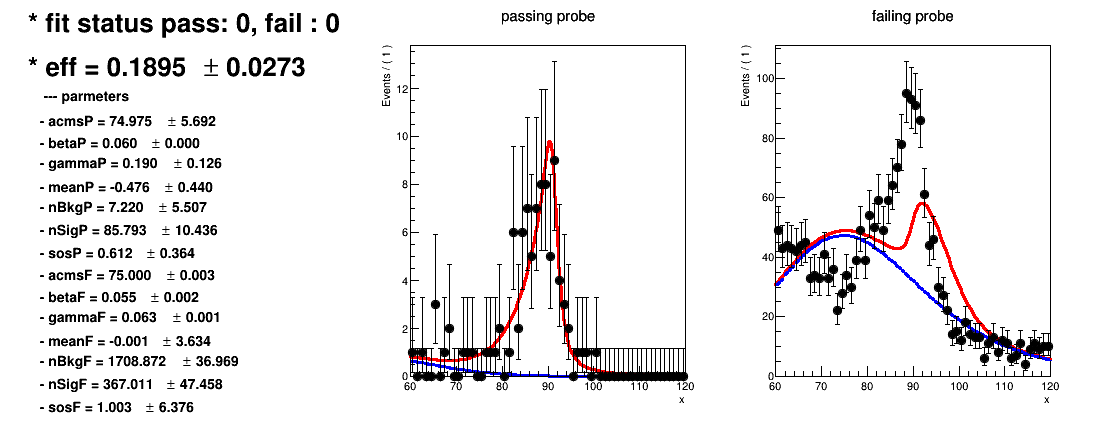 * fit status pass: 0, fail : 0
* eff = 0.1895 ± 0.0273
--- parmeters
- acmsP = 74.975 ± 5.692
- betaP = 0.060 ± 0.000
- gammaP = 0.190 ± 0.126
- meanP = -0.476 ± 0.440
- nBkgP = 7.220 ± 5.507
- nSigP = 85.793 ± 10.436
- sosP = 0.612 ± 0.364
- acmsF = 75.000 ± 0.003
- betaF = 0.055 ± 0.002
- gammaF = 0.063 ± 0.001
- meanF = -0.001 ± 3.634
- nBkgF = 1708.872 ± 36.969
- nSigF = 367.011 ± 47.458
- sosF = 1.003 ± 6.376
passing probe
Events / ( 1 )
12
10
8
6
4
2
0
60 70 80 90 100 110 120
x
failing probe
Events / ( 1 )
100
80
60
40
20
0
60 70 80 90 100 110 120
x